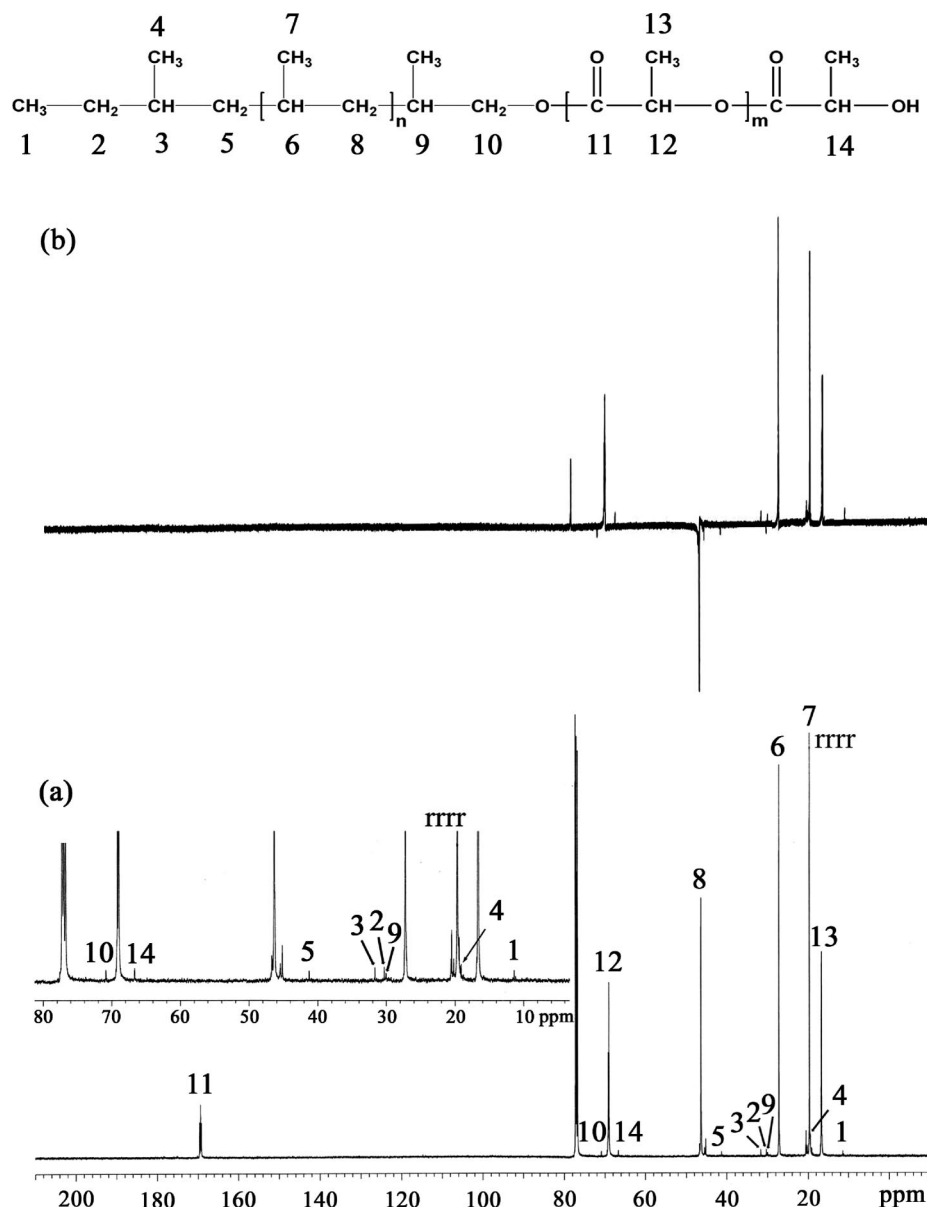 4 7 13
CH₃ CH₃ CH₃ O CH₃ O CH₃
CH₃ CH₂ CH CH₂ [ CH CH₂ ]n CH CH₂ O [ C CH O ]m C CH OH
1 2 3 5 6 8 9 10 11 12 14
(b)
7
6 rrrr
(a)
rrrr
8
3 2 9 4
10 14 5 1
13
12
80 70 60 50 40 30 20 10 ppm
11
10 14 5 3 2 9 4 1
200 180 160 140 120 100 80 60 40 20 ppm